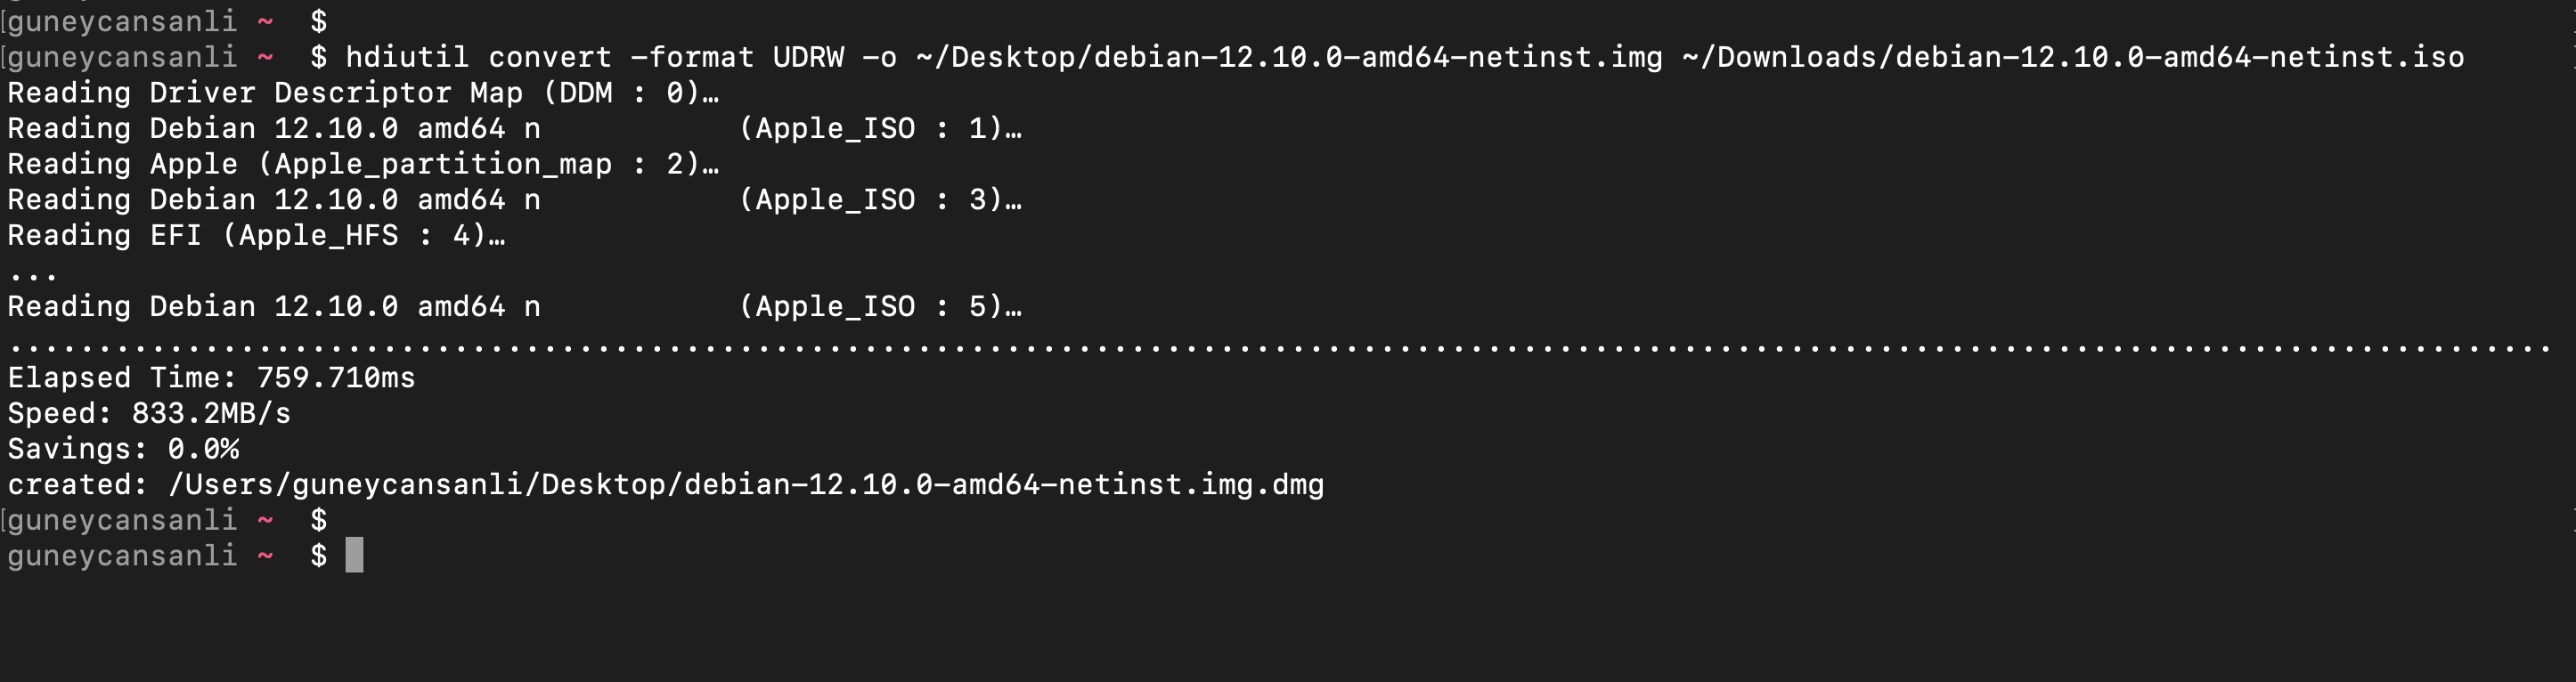 [guneycansanli ~  $
[guneycansanli ~  $ hdiutil convert -format UDRW -o ~/Desktop/debian-12.10.0-amd64-netinst.img ~/Downloads/debian-12.10.0-amd64-netinst.iso
Reading Driver Descriptor Map (DDM : 0)…
Reading Debian 12.10.0 amd64 n           (Apple_ISO : 1)…
Reading Apple (Apple_partition_map : 2)…
Reading Debian 12.10.0 amd64 n           (Apple_ISO : 3)…
Reading EFI (Apple_HFS : 4)…
...
Reading Debian 12.10.0 amd64 n           (Apple_ISO : 5)…
...............................................................................................................................................
Elapsed Time: 759.710ms
Speed: 833.2MB/s
Savings: 0.0%
created: /Users/guneycansanli/Desktop/debian-12.10.0-amd64-netinst.img.dmg
[guneycansanli ~  $
guneycansanli ~  $